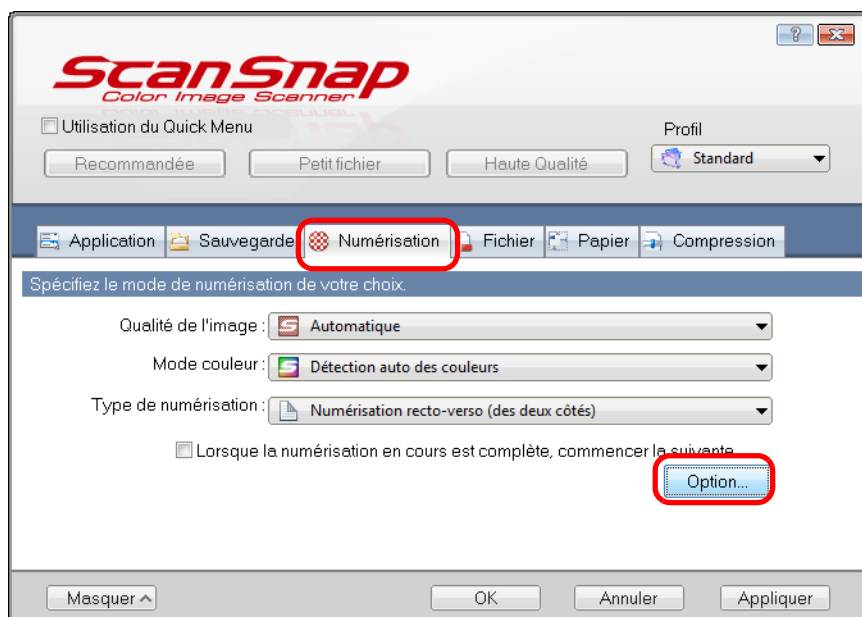 ScanSnap
Color Image Scanner
Utilisation du Quick Menu
Profil
Recommandée Petit fichier Haute Qualité Standard
Application Sauvegarde Numérisation Fichier Papier Compression
Spécifiez le mode de numérisation de votre choix.
Qualité de l'image : Automatique
Mode couleur : Détection auto des couleurs
Type de numérisation : Numérisation recto-verso (des deux côtés)
Lorsque la numérisation en cours est complète, commencer la suivante
Option...
Masquer OK Annuler Appliquer